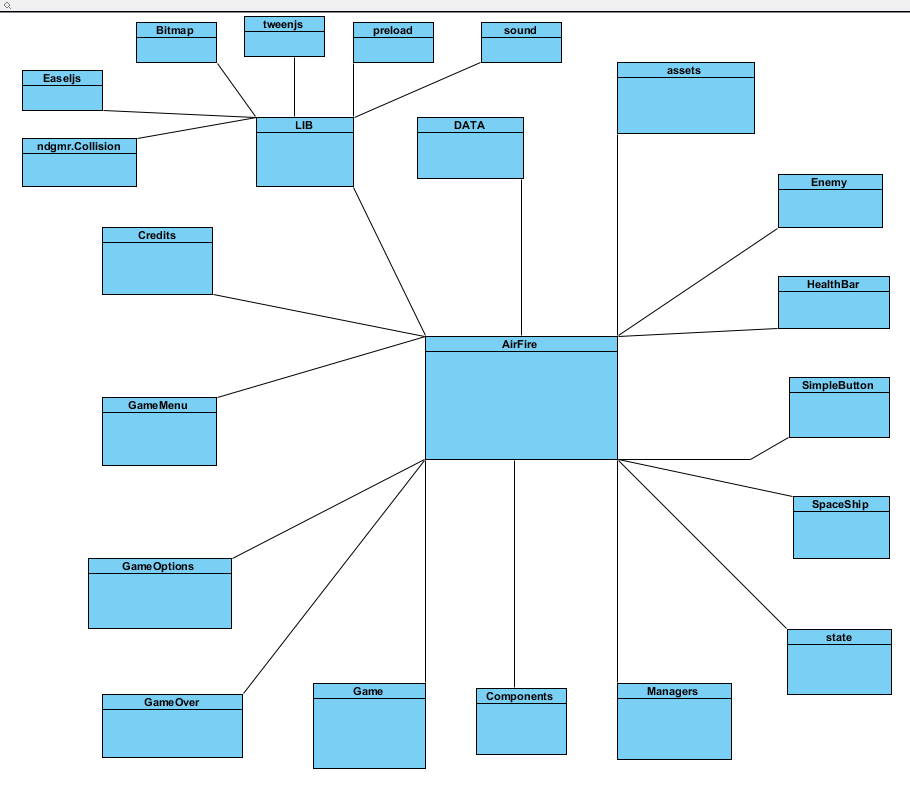 tweenjs
Bitmap
preload
sound
assets
Easeljs
LIB
DATA
ndgmr.Collision
Enemy
Credits
HealthBar
AirFire
SimpleButton
GameMenu
SpaceShip
GameOptions
state
Game
Components
Managers
GameOver